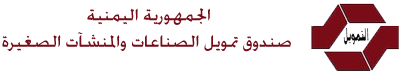 الجمهورية اليمنية
صندوق تمويل الصناعات والمنشآت الصغيرة
التمويل